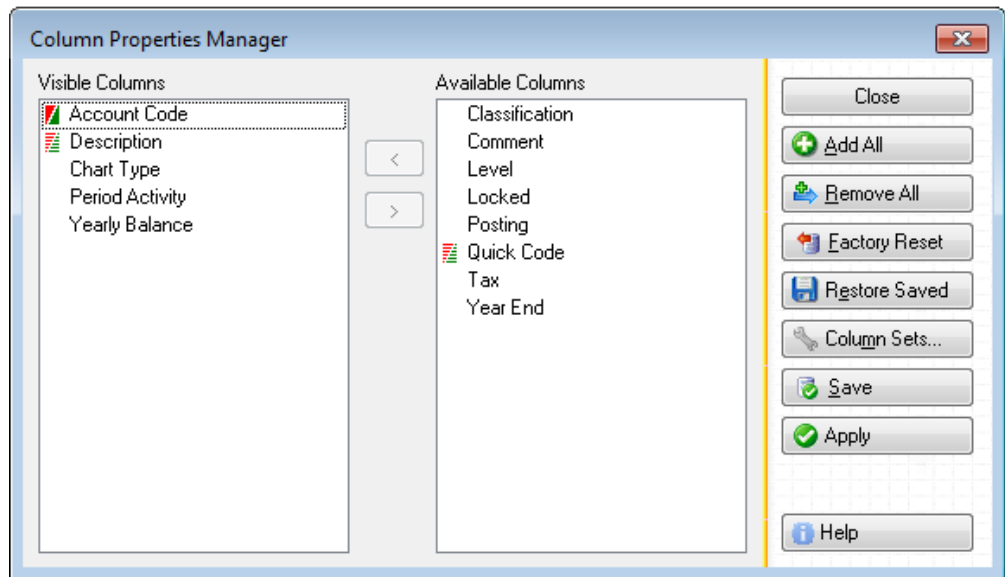 Column Properties Manager
Visible Columns
Account Code
Description
Chart Type
Period Activity
Yearly Balance
<
>
Available Columns
Classification
Comment
Level
Locked
Posting
Quick Code
Tax
Year End
Close
Add All
Remove All
Factory Reset
Restore Saved
Column Sets...
Save
Apply
Help